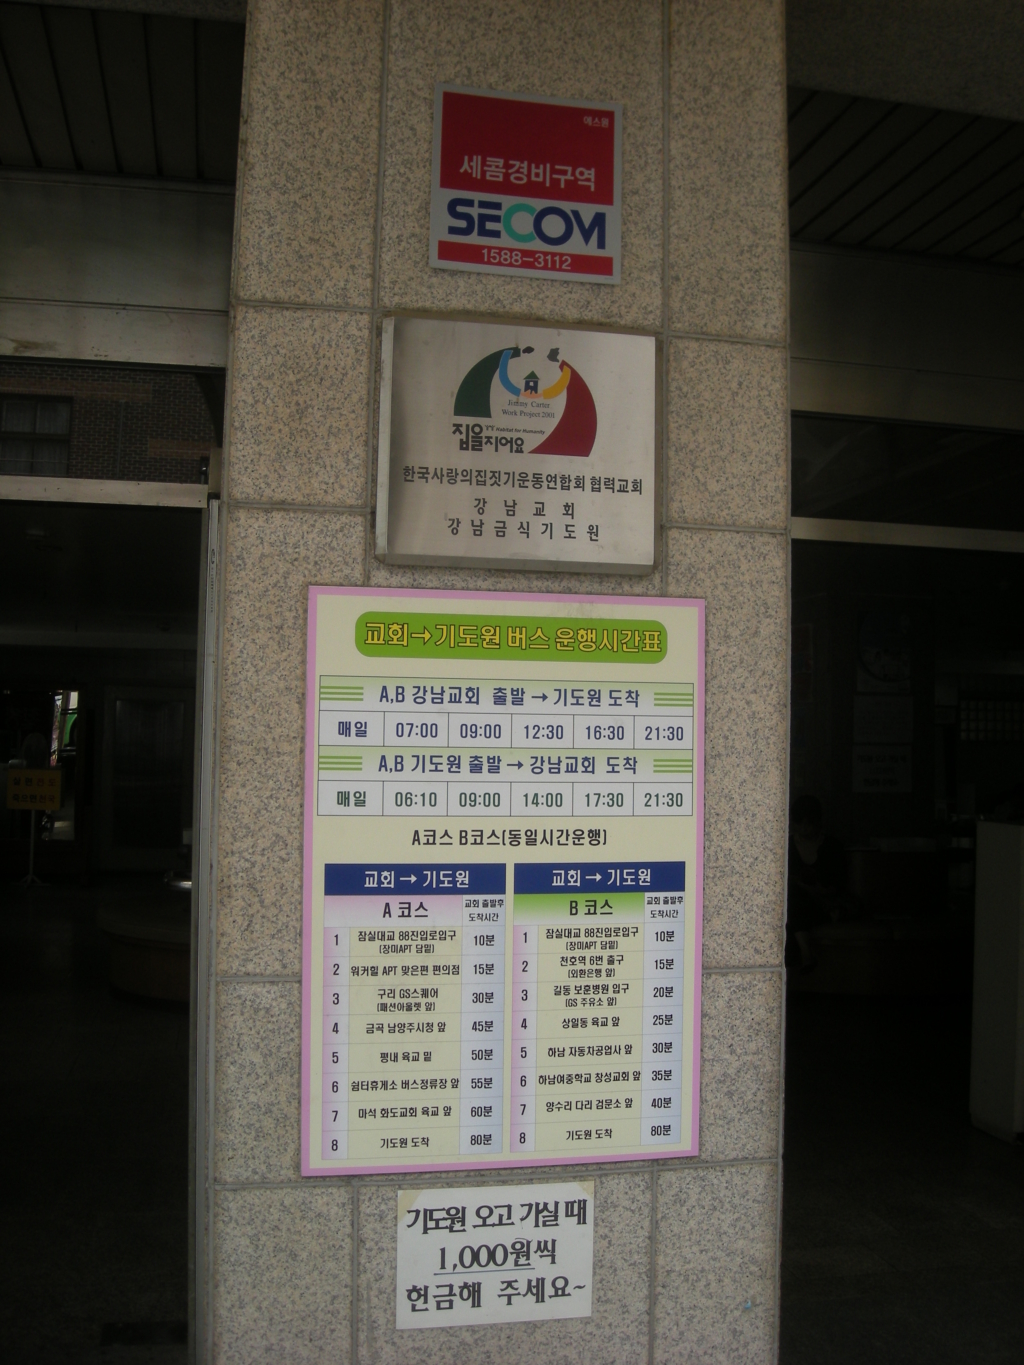 에스원
세콤경비구역
SECOM
1588-3112
Jimmy Carter
Work Project 2001
집을지어요
Habitat for Humanity
한국사랑의집짓기운동연합회 협력교회
강 남 교 회
강 남 금 식 기 도 원
교회→기도원 버스 운행시간표
A,B 강남교회 출발 → 기도원 도착
매일 07:00 09:00 12:30 16:30 21:30
A,B 기도원 출발 → 강남교회 도착
매일 06:10 09:00 14:00 17:30 21:30
A코스 B코스(동일시간운행)
교회 → 기도원
A 코스 교회 출발후 도착시간
1 잠실대교 88진입로입구 (장미APT 담밑) 10분
2 워커힐 APT 맞은편 편의점 15분
3 구리 GS스퀘어 (패션아울렛 앞) 30분
4 금곡 남양주시청 앞 45분
5 평내 육교 밑 50분
6 쉼터휴게소 버스정류장 앞 55분
7 마석 화도교회 육교 앞 60분
8 기도원 도착 80분
교회 → 기도원
B 코스 교회 출발후 도착시간
1 잠실대교 88진입로입구 (장미APT 담밑) 10분
2 천호역 6번 출구 (외환은행 앞) 15분
3 길동 보훈병원 입구 (GS 주유소 앞) 20분
4 상일동 육교 앞 25분
5 하남 자동차공업사 앞 30분
6 하남여중학교 창성교회 앞 35분
7 양수리 다리 검문소 앞 40분
8 기도원 도착 80분
기도원 오고 가실 때
1,000원씩
헌금해 주세요~